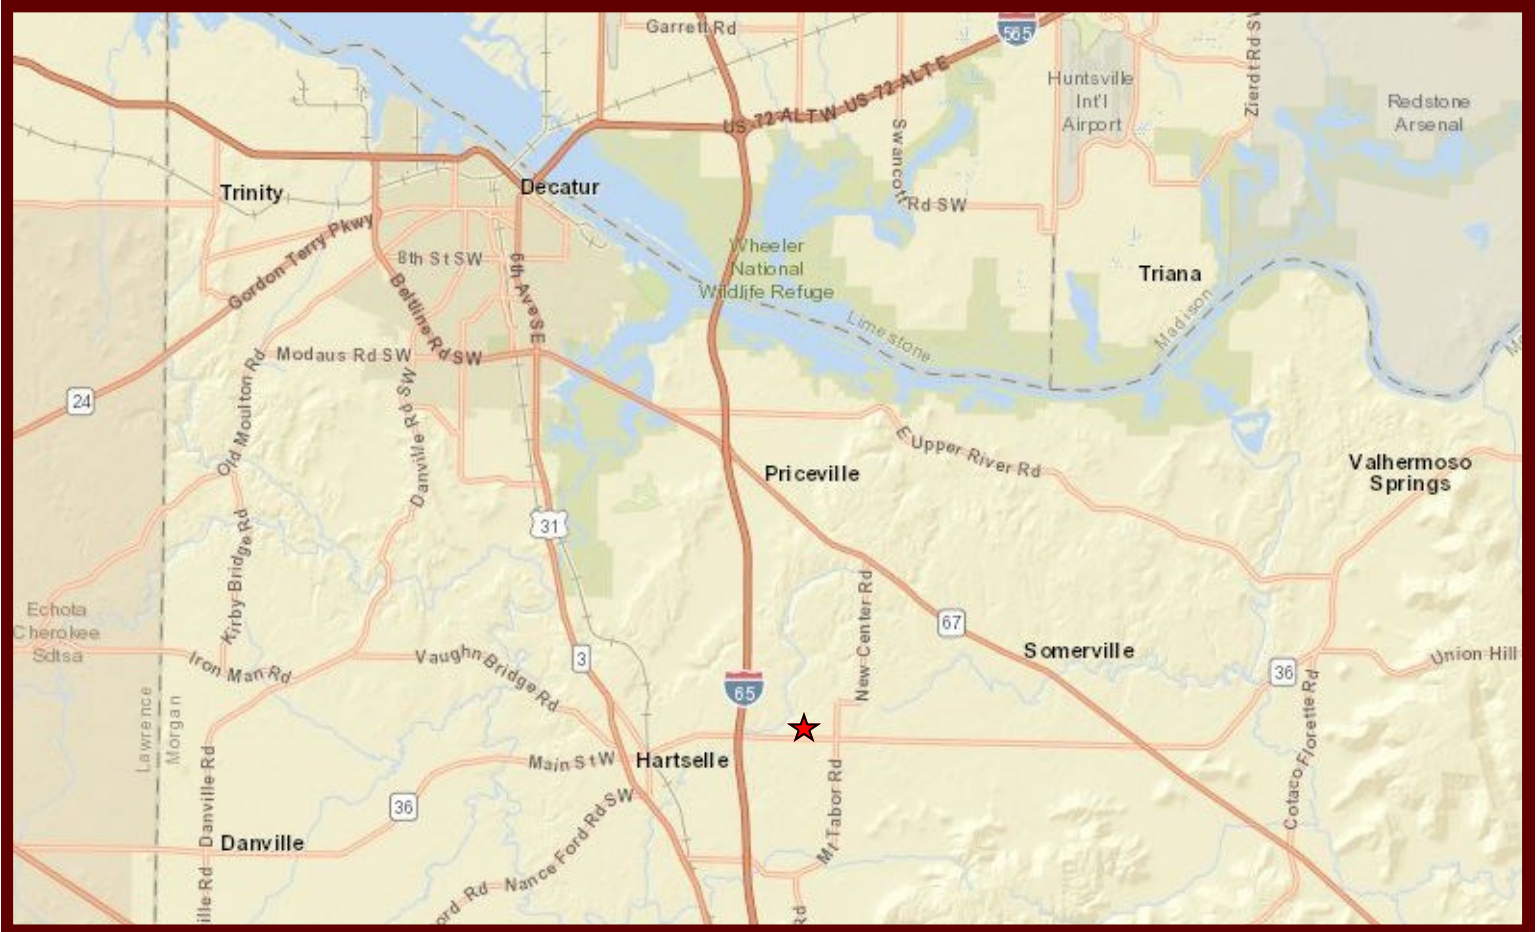 Garrett Rd
565
Zierdt Rd SW
US-72 ALT W
US-72 ALT E
Huntsville
Int'l
Airport
Redstone
Arsenal
Swancott
Rd SW
Trinity
Decatur
Gordon Terry Pkwy
8th St SW
6th Ave SE
Beltline Rd SW
Wheeler
National
Wildlife Refuge
Triana
Limestone
Madison
Mo
Modaus Rd SW
Old Moulton Rd
Danville Rd SW
24
E Upper River Rd
Priceville
Valhermoso
Springs
31
Kirby Bridge Rd
New Center Rd
Echota
Cherokee
Sdtsa
67
Somerville
Iron Man Rd
Vaughn Bridge Rd
3
36
Union Hill
65
Lawrence
Morgan
Cotaco Florette Rd
Main St W
Hartselle
Danville Rd
36
Mt Tabor Rd
Nance Ford Rd SW
Danville
ville Rd
ord Rd
Rd